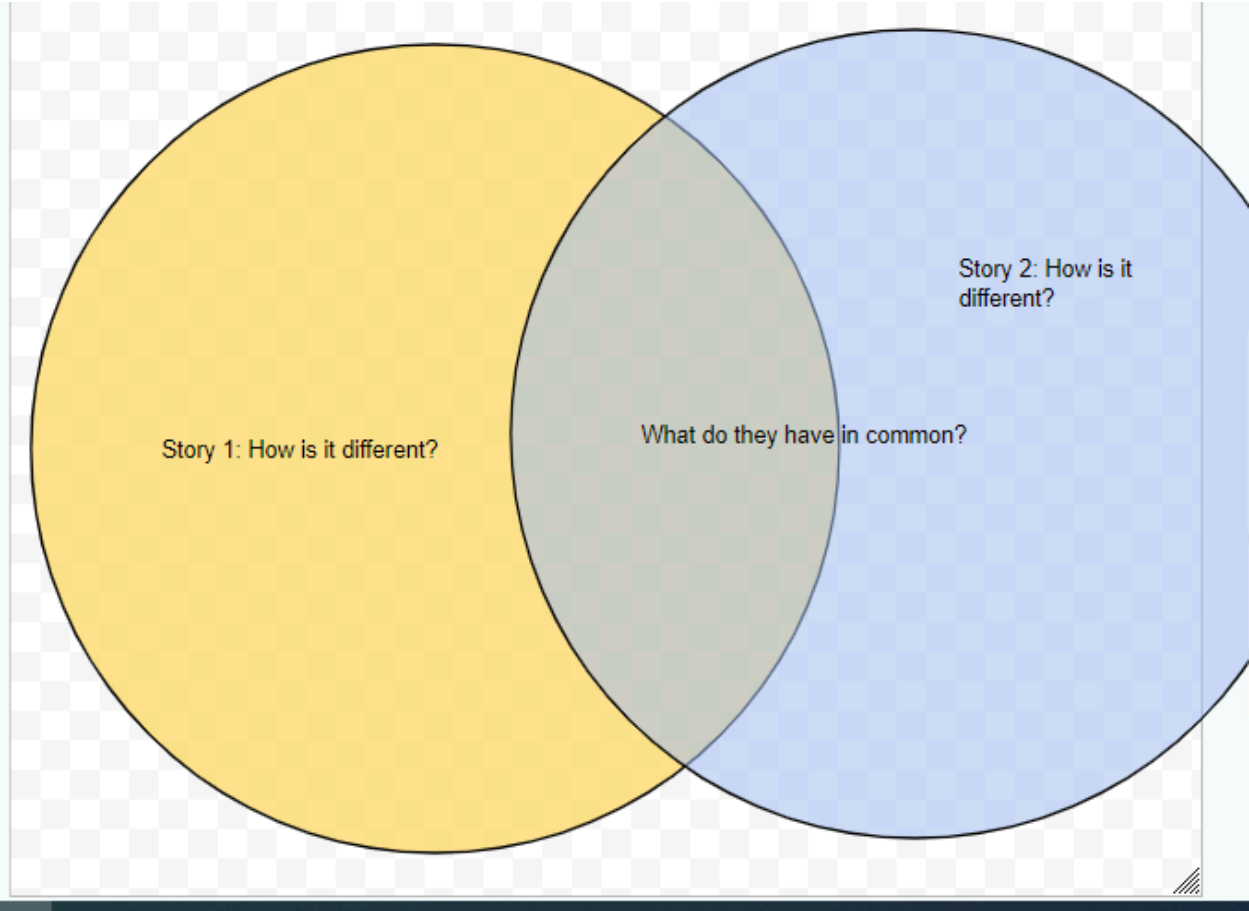 Story 2: How is it
different?
What do they have in common?
Story 1: How is it different?